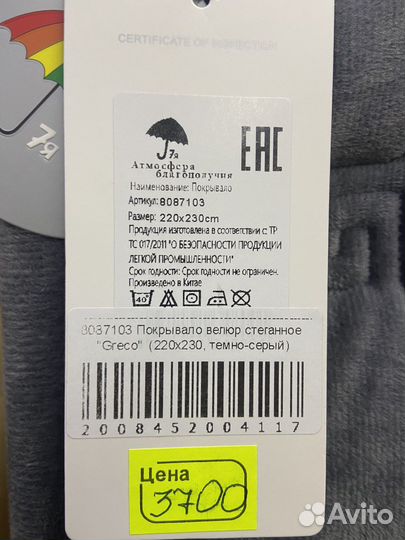 CERTIFICATE OF INSPECTION
7я
7я
Атмосфера
благополучия
EAC
Наименование: Покрывало
Артикул: 8087103
Размер: 220x230cm
Продукция изготовлена в соответствии с: ТР
ТС 017/2011 "О БЕЗОПАСНОСТИ ПРОДУКЦИИ
ЛЕГКОЙ ПРОМЫШЛЕННОСТИ"
Срок годности: Срок годности не ограничен.
Произведено в Китае
40°
8087103 Покрывало велюр стеганное
"Greco" (220x230, темно-серый)
2008452004117
Цена
3700
Avito